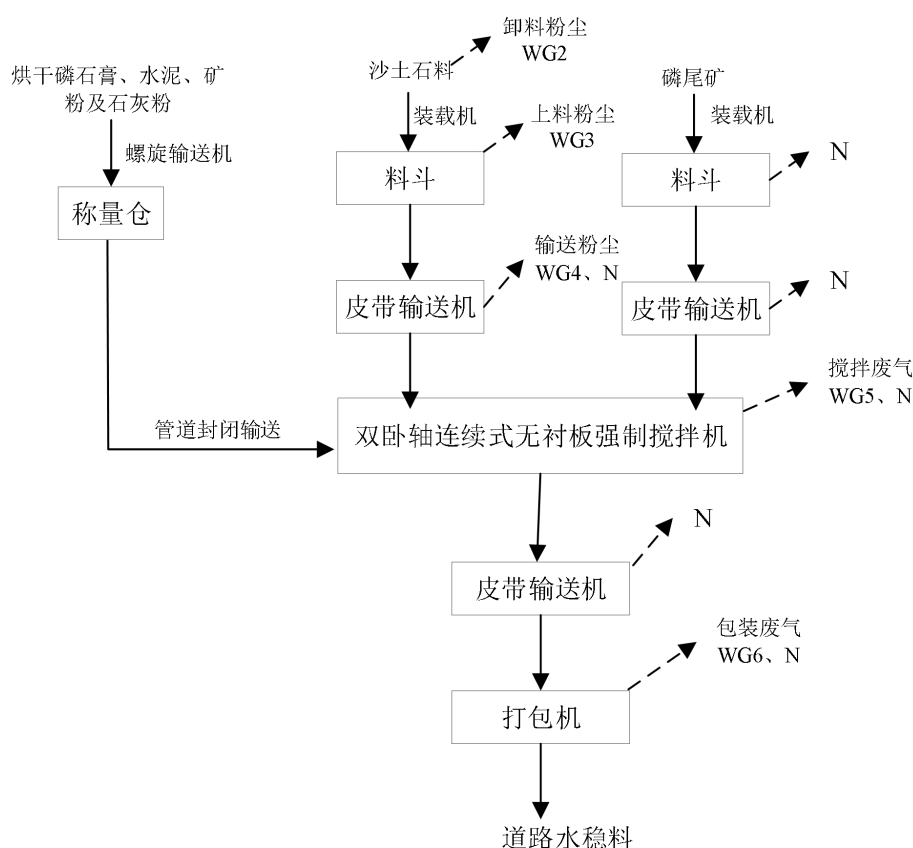 卸料粉尘
WG2
沙土石料
烘干磷石膏、水泥、矿
粉及石灰粉
磷尾矿
装载机
装载机
上料粉尘
WG3
螺旋输送机
N
料斗
料斗
称量仓
输送粉尘
WG4、N
N
皮带输送机
皮带输送机
搅拌废气
WG5、N
管道封闭输送
双卧轴连续式无衬板强制搅拌机
N
皮带输送机
包装废气
WG6、N
打包机
道路水稳料